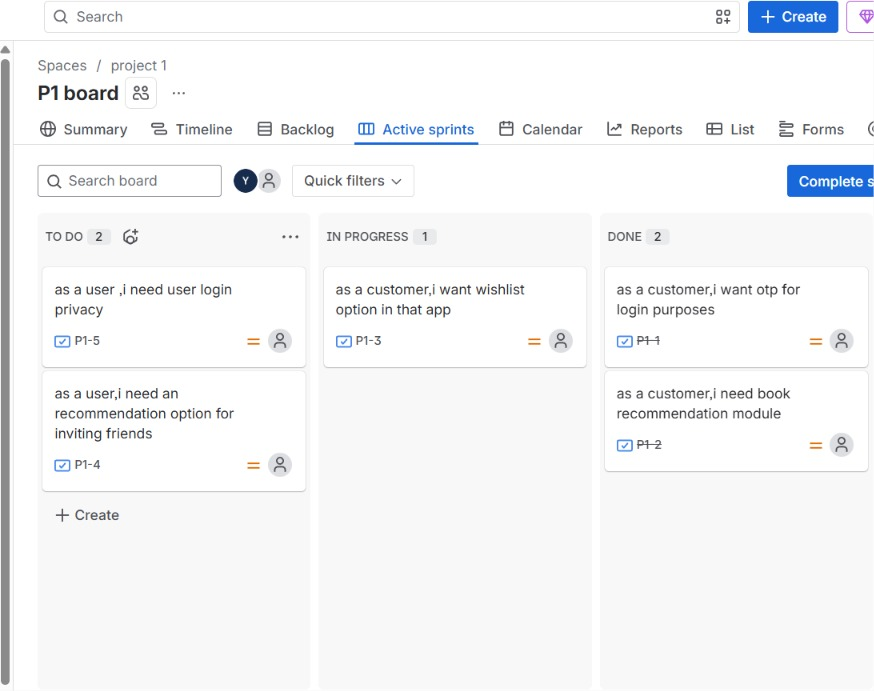 Search
+ Create
Spaces / project 1
P1 board
...
Summary Timeline Backlog Active sprints Calendar Reports List Forms
Search board Y Quick filters Complete s
TO DO 2
as a user ,i need user login
privacy
P1-5
as a user,i need an
recommendation option for
inviting friends
P1-4
+ Create
IN PROGRESS 1
as a customer,i want wishlist
option in that app
P1-3
DONE 2
as a customer,i want otp for
login purposes
P1-1
as a customer,i need book
recommendation module
P1-2